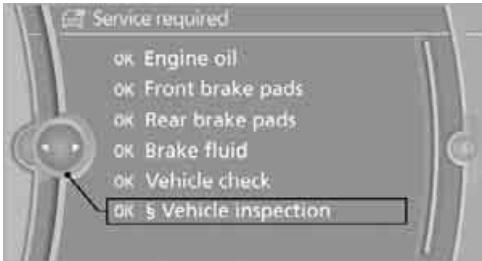 Service required
OK Engine oil
OK Front brake pads
OK Rear brake pads
OK Brake fluid
OK Vehicle check
OK § Vehicle inspection